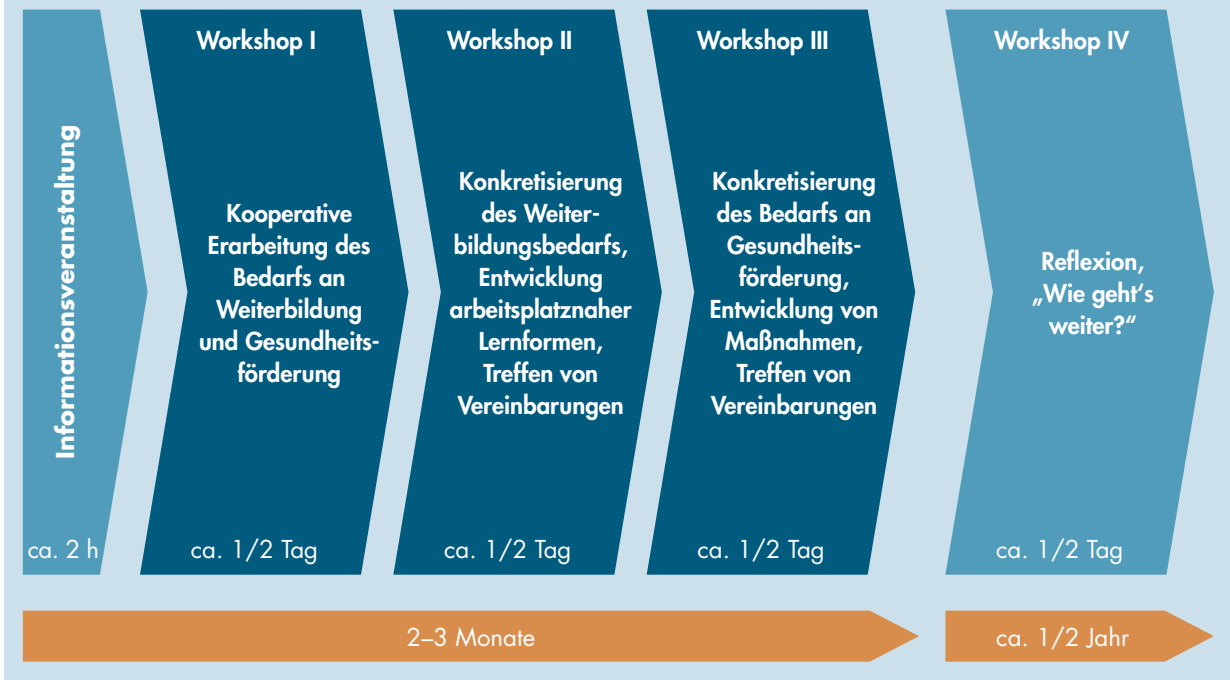 Informationsveranstaltung
ca. 2 h
Workshop I
Kooperative
Erarbeitung des
Bedarfs an
Weiterbildung
und Gesundheits-
förderung
ca. 1/2 Tag
Workshop II
Konkretisierung
des Weiter-
bildungsbedarfs,
Entwicklung
arbeitsplatznaher
Lernformen,
Treffen von
Vereinbarungen
ca. 1/2 Tag
Workshop III
Konkretisierung
des Bedarfs an
Gesundheits-
förderung,
Entwicklung von
Maßnahmen,
Treffen von
Vereinbarungen
ca. 1/2 Tag
Workshop IV
Reflexion,
„Wie geht‘s
weiter?“
ca. 1/2 Tag
2–3 Monate
ca. 1/2 Jahr